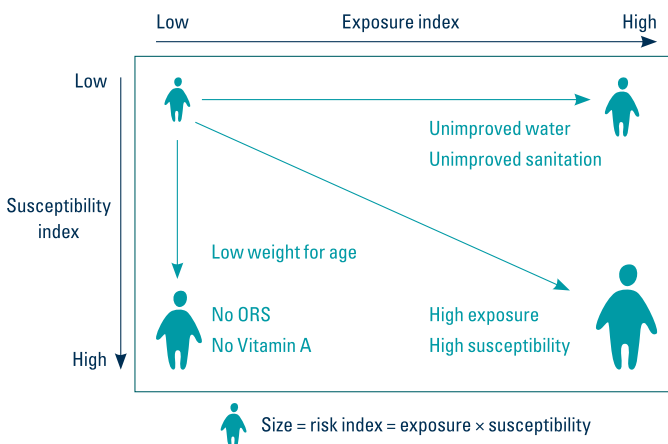 Low Exposure index High
Low
Unimproved water
Unimproved sanitation
Susceptibility
index
Low weight for age
No ORS
No Vitamin A
High exposure
High susceptibility
High
Size = risk index = exposure × susceptibility